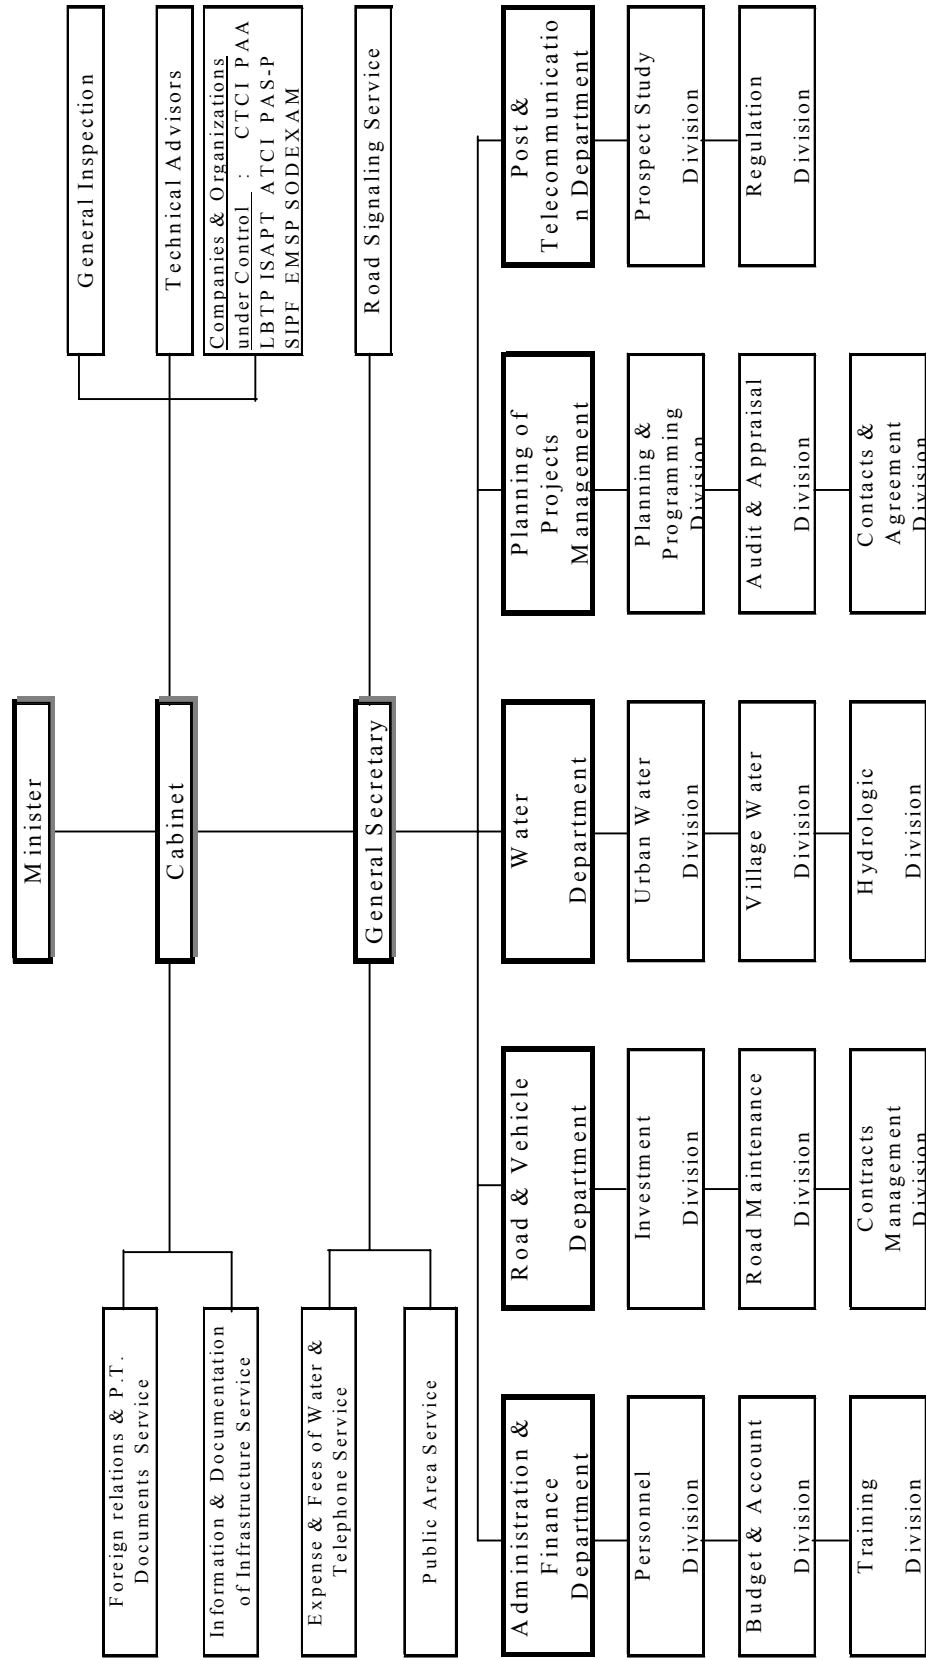 Minister
Cabinet
General Secretary
General Inspection
Technical Advisors
Companies & Organizations
under Control : CTCI PAA
LBTP ISAPT ATCI PAS-P
SIPF EMSP SODEXAM
Road Signaling Service
Foreign relations & P.T.
Documents Service
Information & Documentation
of Infrastructure Service
Expense & Fees of Water &
Telephone Service
Public Area Service
Administration &
Finance
Department
Personnel
Division
Budget & Account
Division
Training
Division
Road & Vehicle
Department
Investment
Division
Road Maintenance
Division
Contracts
Management
Division
Water
Department
Urban Water
Division
Village Water
Division
Hydrologic
Division
Planning of
Projects
Management
Planning &
Programming
Division
Audit & Appraisal
Division
Contacts &
Agreement
Division
Post &
Telecommunicatio
n Department
Prospect Study
Division
Regulation
Division